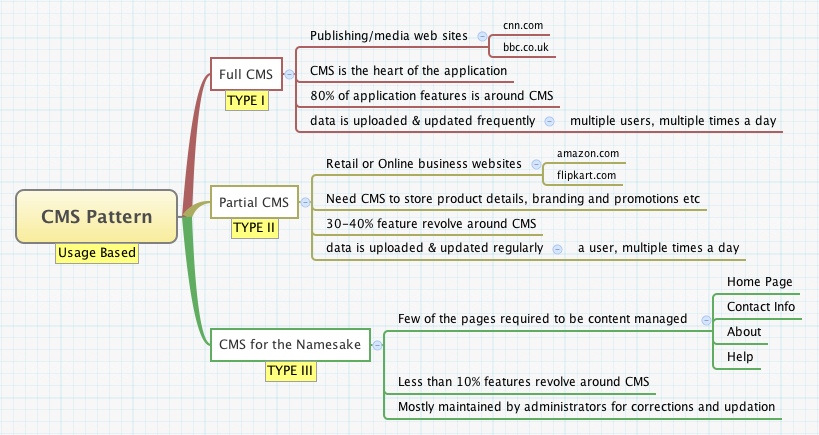 CMS Pattern
Usage Based
Full CMS
TYPE I
Publishing/media web sites
cnn.com
bbc.co.uk
CMS is the heart of the application
80% of application features is around CMS
data is uploaded & updated frequently
multiple users, multiple times a day
Partial CMS
TYPE II
Retail or Online business websites
amazon.com
flipkart.com
Need CMS to store product details, branding and promotions etc
30-40% feature revolve around CMS
data is uploaded & updated regularly
a user, multiple times a day
CMS for the Namesake
TYPE III
Few of the pages required to be content managed
Home Page
Contact Info
About
Help
Less than 10% features revolve around CMS
Mostly maintained by administrators for corrections and updation